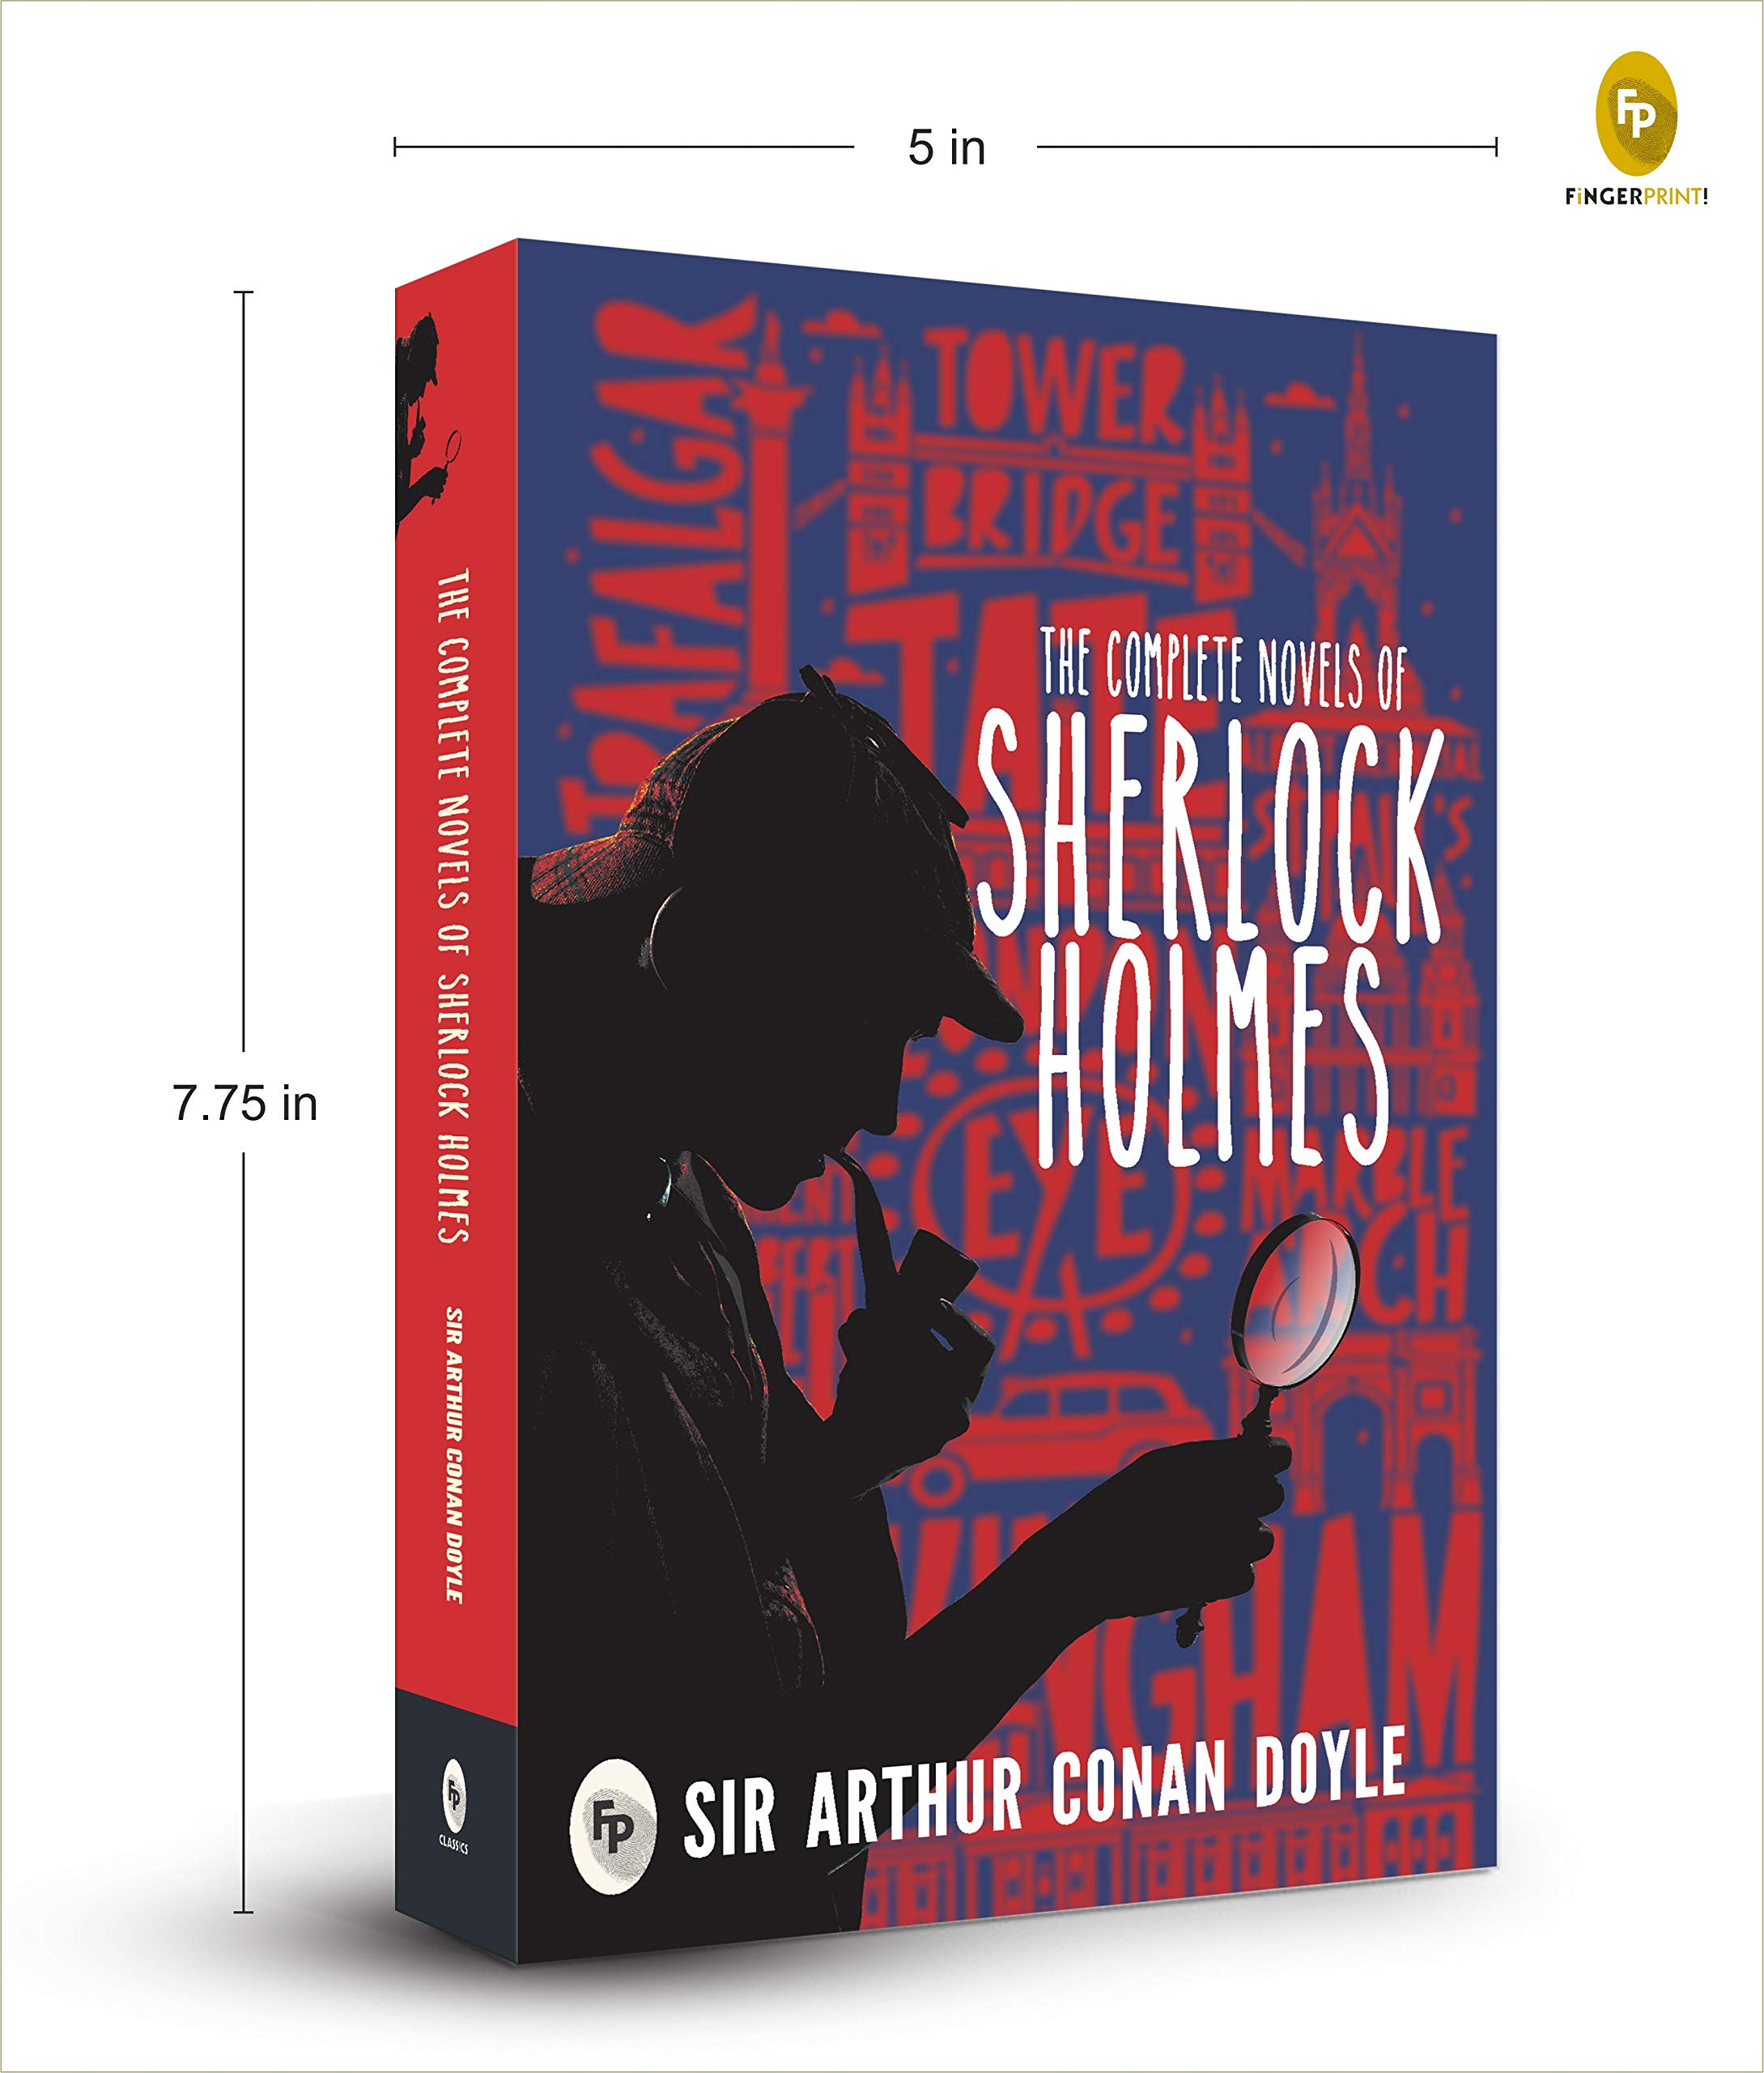 5 in
FP
FiNGERPRINT!
7.75 in
THE COMPLETE NOVELS OF SHERLOCK HOLMES
SIR ARTHUR CONAN DOYLE
FP
CLASSICS
TRAFALGAR
TOWER
BRIDGE
TATE
THE COMPLETE NOVELS OF
SHERLOCK
HOLMES
EYE
MARBLE
ARCH
FP
SIR ARTHUR CONAN DOYLE